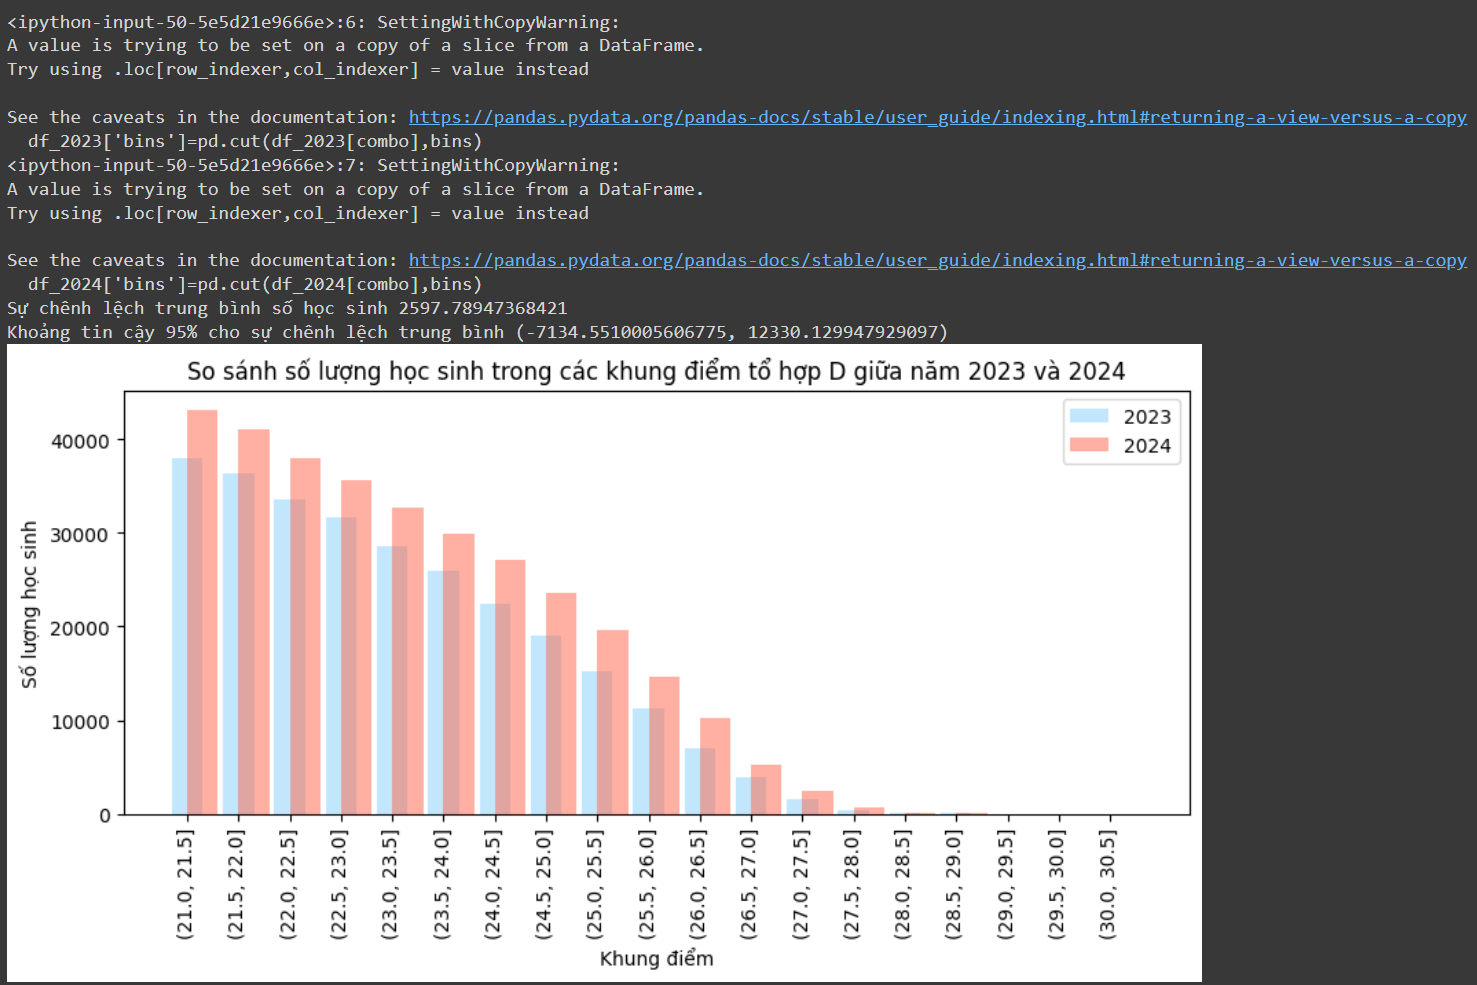 <ipython-input-50-5e5d21e9666e>:6: SettingWithCopyWarning:
A value is trying to be set on a copy of a slice from a DataFrame.
Try using .loc[row_indexer,col_indexer] = value instead
See the caveats in the documentation: https://pandas.pydata.org/pandas-docs/stable/user_guide/indexing.html#returning-a-view-versus-a-copy
df_2023['bins']=pd.cut(df_2023[combo],bins)
<ipython-input-50-5e5d21e9666e>:7: SettingWithCopyWarning:
A value is trying to be set on a copy of a slice from a DataFrame.
Try using .loc[row_indexer,col_indexer] = value instead
See the caveats in the documentation: https://pandas.pydata.org/pandas-docs/stable/user_guide/indexing.html#returning-a-view-versus-a-copy
df_2024['bins']=pd.cut(df_2024[combo],bins)
Sự chênh lệch trung bình số học sinh 2597.78947368421
Khoảng tin cậy 95% cho sự chênh lệch trung bình (-7134.5510005606775, 12330.129947929097)
So sánh số lượng học sinh trong các khung điểm tổ hợp D giữa năm 2023 và 2024
2023
2024
Số lượng học sinh
40000
30000
20000
10000
0
(21.0, 21.5]
(21.5, 22.0]
(22.0, 22.5]
(22.5, 23.0]
(23.0, 23.5]
(23.5, 24.0]
(24.0, 24.5]
(24.5, 25.0]
(25.0, 25.5]
(25.5, 26.0]
(26.0, 26.5]
(26.5, 27.0]
(27.0, 27.5]
(27.5, 28.0]
(28.0, 28.5]
(28.5, 29.0]
(29.0, 29.5]
(29.5, 30.0]
(30.0, 30.5]
Khung điểm